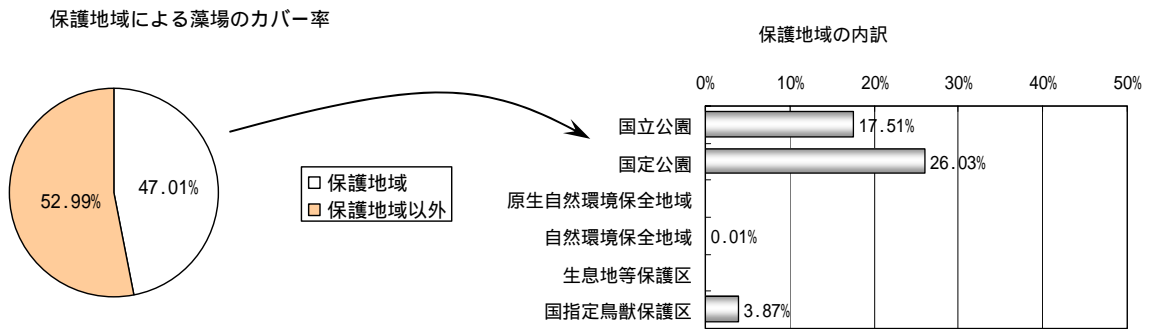 保護地域による藻場のカバー率
52.99%
47.01%
保護地域
保護地域以外
保護地域の内訳
0% 10% 20% 30% 40% 50%
国立公園 17.51%
国定公園 26.03%
原生自然環境保全地域
自然環境保全地域 0.01%
生息地等保護区
国指定鳥獣保護区 3.87%